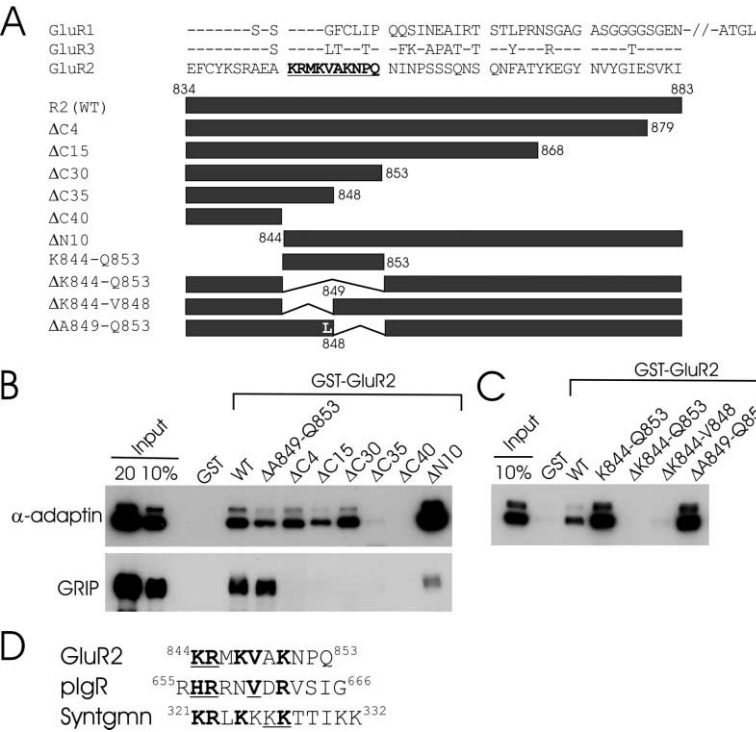 A
GluR1 -------S-S ----GFCLIP QQSINEAIRT STLPRNSGAG ASGGGGSGEN-//-ATGL
GluR3 -------S-S ----LT--T- -FK-APAT-T --Y---R--- ----T-----
GluR2 EFCYKSRAEA KRMKVAKNPQ NINPSSSQNS QNFATYKEGY NVYGIESVKI
834 883
R2(WT)
ΔC4 879
ΔC15 868
ΔC30 853
ΔC35 848
ΔC40
ΔN10 844
K844-Q853 853
ΔK844-Q853
849
ΔK844-V848
ΔA849-Q853 L
848
B
GST-GluR2
Input
20 10% GST WT ΔA849-Q853 ΔC4 ΔC15 ΔC30 ΔC35 ΔC40 ΔN10
α-adaptin
GRIP
C
GST-GluR2
Input
10% GST WT K844-Q853 ΔK844-Q853 ΔK844-V848 ΔA849-Q85
D
GluR2 844KRMKVAKNPQ853
pIgR 655RHRRNVDRVSIG666
Syntgmn 321KRLKKKKTTIKK332